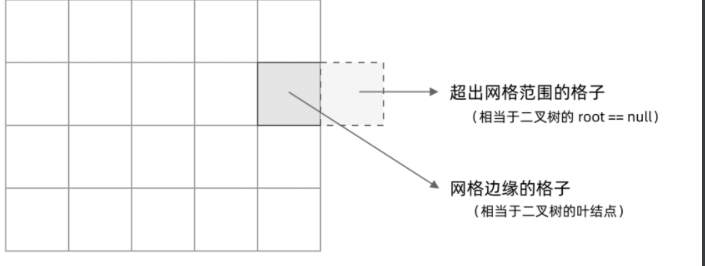 超出网格范围的格子
（相当于二叉树的 root == null）
网格边缘的格子
（相当于二叉树的叶结点）